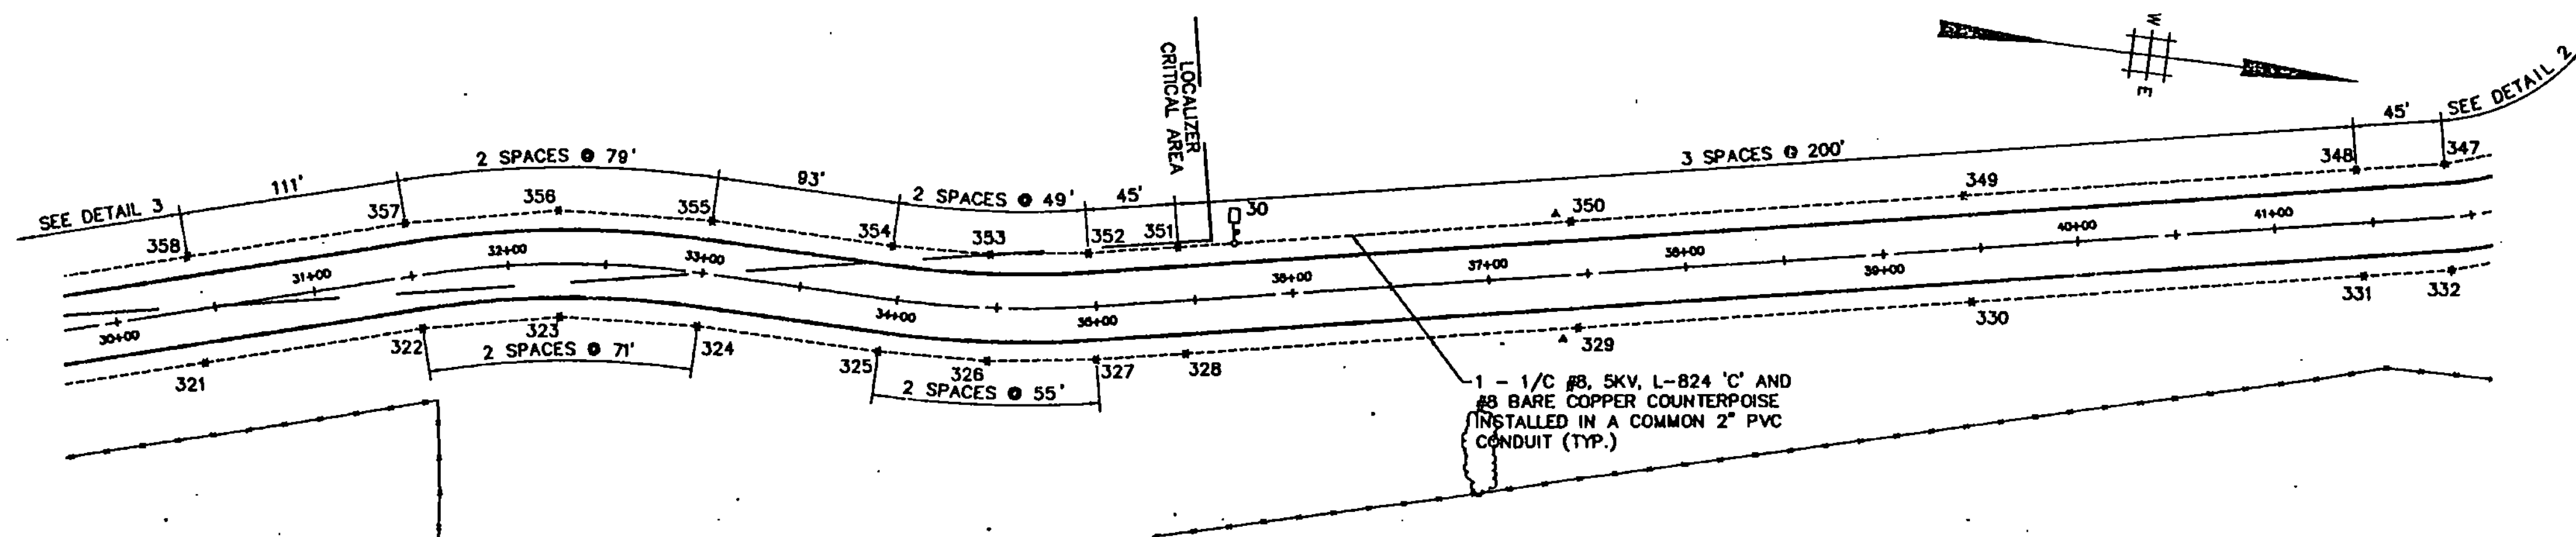 W
E
SEE DETAIL 2
45'
3 SPACES @ 200'
LOCALIZER
CRITICAL AREA
2 SPACES @ 79'
111'
93'
2 SPACES @ 49'
45'
SEE DETAIL 3
358
357
356
355
354
353
352
351
30
350
349
348
347
30+00
31+00
32+00
33+00
34+00
35+00
36+00
37+00
38+00
39+00
40+00
41+00
321
322
323
324
325
326
327
328
329
330
331
332
2 SPACES @ 71'
2 SPACES @ 55'
1 - 1/C #8, 5KV, L-824 'C' AND
#8 BARE COPPER COUNTERPOISE
INSTALLED IN A COMMON 2" PVC
CONDUIT (TYP.)